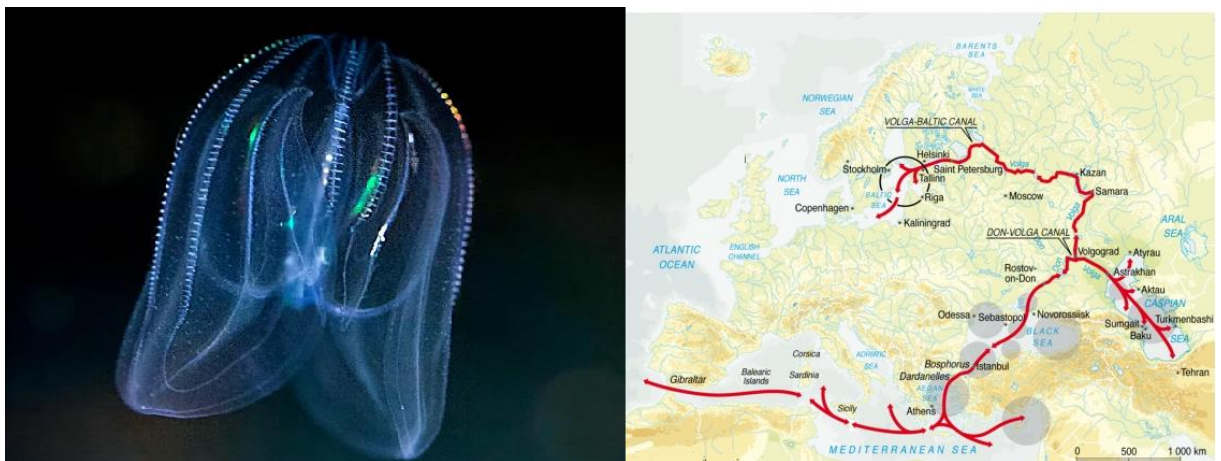 BARENTS
SEA
WHITE
SEA
NORWEGIAN
SEA
VOLGA-BALTIC CANAL
Helsinki
Saint Petersburg
Volga
Kazan
Stockholm
Tallinn
Samara
NORTH
SEA
BALTIC
SEA
Riga
Moscow
Copenhagen
Kaliningrad
Volga
ARAL
SEA
DON-VOLGA CANAL
ENGLISH
CHANNEL
Volgograd
Atyrau
ATLANTIC
OCEAN
Don
Volga
Rostov-
on-Don
Astrakhan
Aktau
CASPIAN
SEA
Odessa
Sebastopol
Novorossiisk
Turkmenbashi
Sumgait
Baku
BLACK
SEA
Corsica
ADRIATIC
SEA
Bosphorus
Istanbul
Tehran
Gibraltar
Balearic
Islands
Sardinia
Dardanelles
AEGEAN
SEA
Sicily
Athens
MEDITERRANEAN SEA
0 500 1 000 km